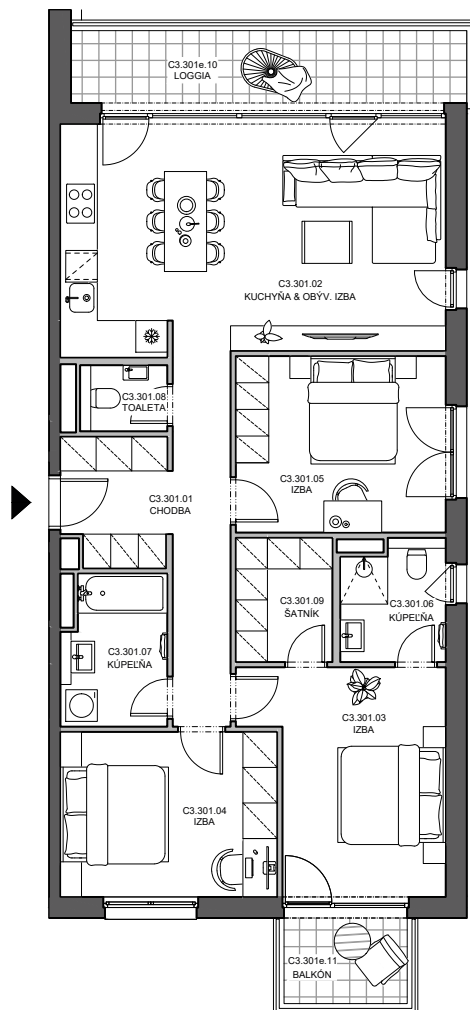 C3.301e.10
LOGGIA
C3.301.02
KUCHYŇA & OBÝV. IZBA
C3.301.08
TOALETA
C3.301.05
IZBA
C3.301.01
CHODBA
C3.301.09
ŠATNÍK
C3.301.06
KÚPEĽŇA
C3.301.07
KÚPEĽŇA
C3.301.03
IZBA
C3.301.04
IZBA
C3.301e.11
BALKÓN